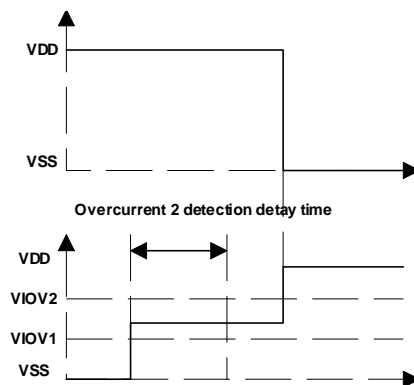 VDD
VSS
Overcurrent 2 detection detay time
VDD
VIOV2
VIOV1
VSS